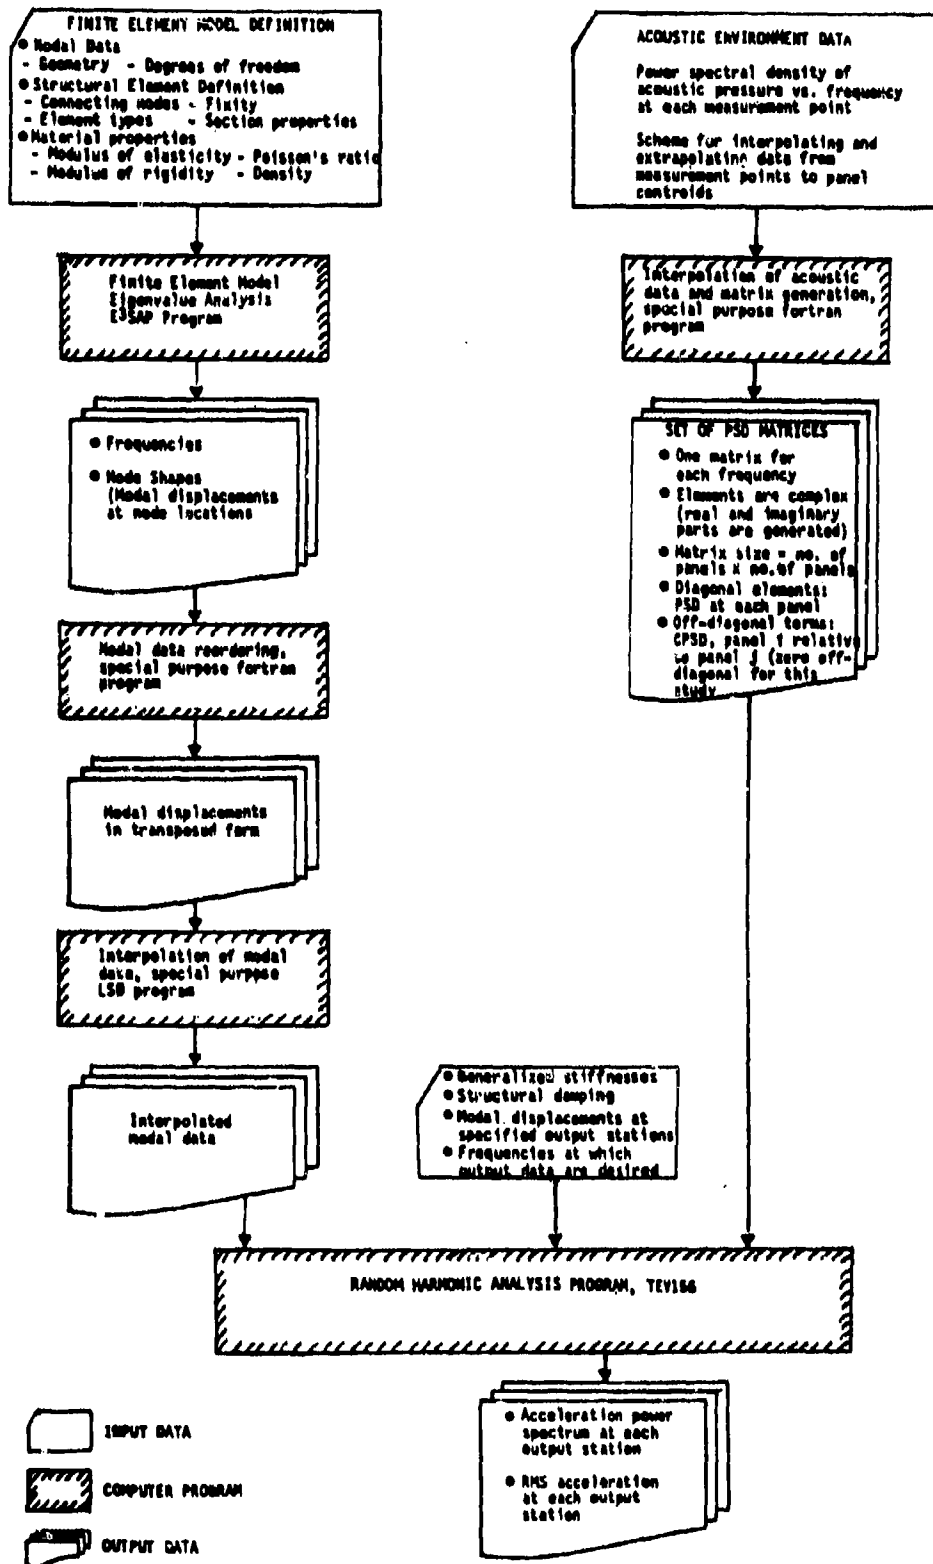 FINITE ELEMENT MODEL DEFINITION
● Nodal Data
- Geometry - Degrees of freedom
● Structural Element Definition
- Connecting nodes - Fixity
- Element types - Section properties
● Material properties
- Modulus of elasticity - Poisson's ratio
- Modulus of rigidity - Density
ACOUSTIC ENVIRONMENT DATA
Power spectral density of
acoustic pressure vs. frequency
at each measurement point
Scheme for interpolating and
extrapolating data from
measurement points to panel
centroids
Finite Element Model
Eigenvalue Analysis
E³SAP Program
Interpolation of acoustic
data and matrix generation,
special purpose fortran
program
● Frequencies
● Mode Shapes
(Modal displacements
at node locations
SET OF PSD MATRICES
● One matrix for
each frequency
● Elements are complex
(real and imaginary
parts are generated)
● Matrix size = no. of
panels x no. of panels
● Diagonal elements:
PSD at each panel
● Off-diagonal terms:
CPSD, panel i relative
to panel j (zero off-
diagonal for this
study
Modal data reordering,
special purpose fortran
program
Modal displacements
in transposed form
Interpolation of modal
data, special purpose
LSD program
Interpolated
modal data
● Generalized stiffnesses
● Structural damping
● Modal displacements at
specified output stations
● Frequencies at which
output data are desired
RANDOM HARMONIC ANALYSIS PROGRAM, TEV156
● Acceleration power
spectrum at each
output station
● RMS acceleration
at each output
station
INPUT DATA
COMPUTER PROGRAM
OUTPUT DATA